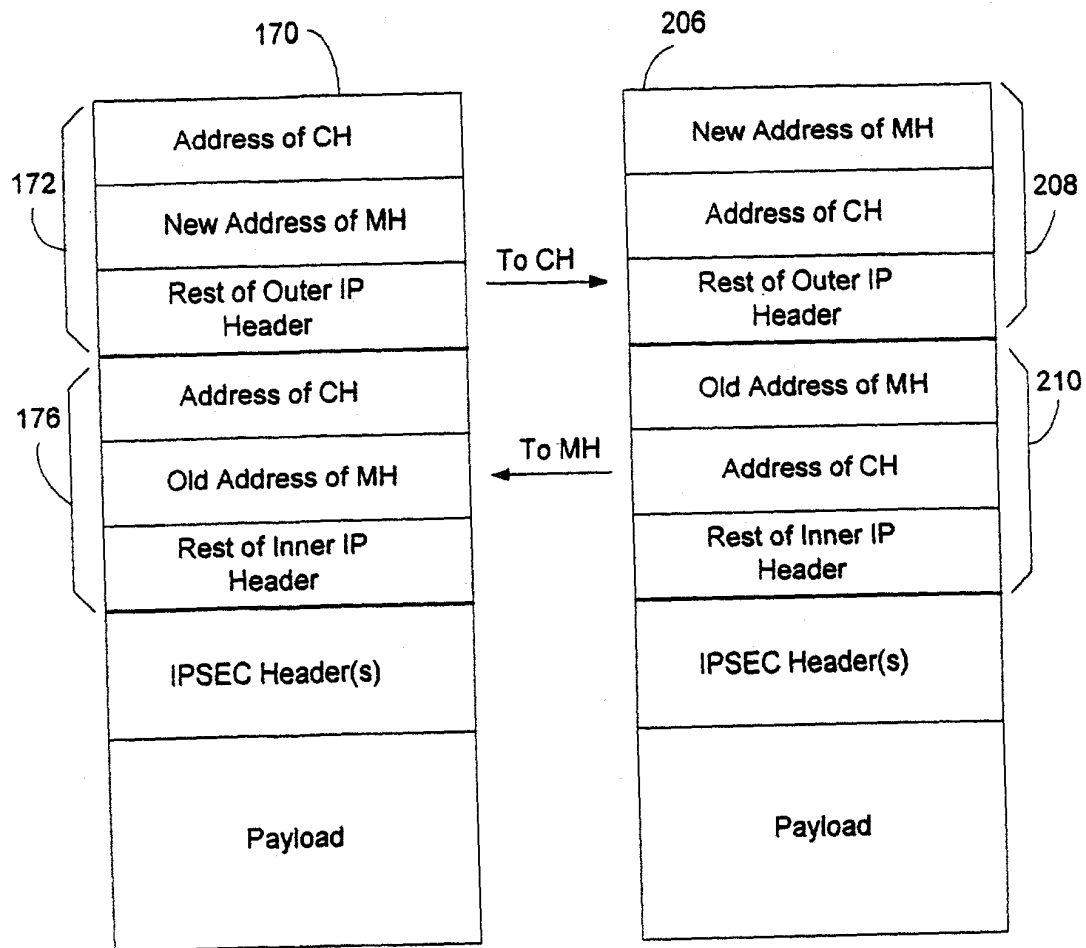 170
172
Address of CH
New Address of MH
Rest of Outer IP
Header
176
Address of CH
Old Address of MH
Rest of Inner IP
Header
IPSEC Header(s)
Payload
To CH
To MH
206
New Address of MH
208
Address of CH
Rest of Outer IP
Header
Old Address of MH
210
Address of CH
Rest of Inner IP
Header
IPSEC Header(s)
Payload